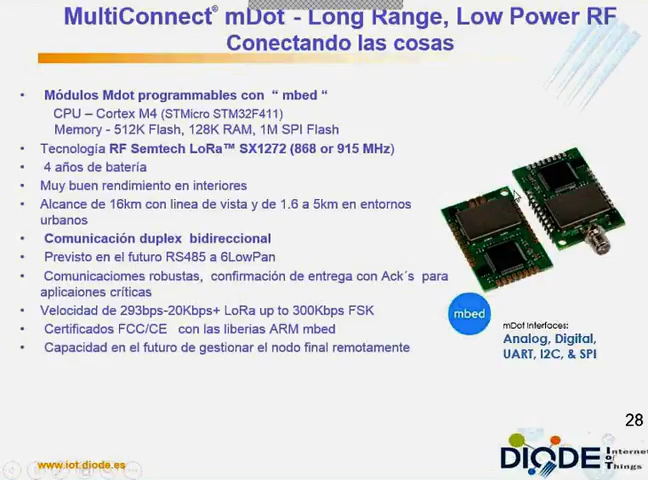 MultiConnect® mDot - Long Range, Low Power RF
Conectando las cosas
• Módulos Mdot programmables con “ mbed “
CPU – Cortex M4 (STMicro STM32F411)
Memory - 512K Flash, 128K RAM, 1M SPI Flash
• Tecnología RF Semtech LoRa™ SX1272 (868 or 915 MHz)
• 4 años de batería
• Muy buen rendimiento en interiores
• Alcance de 16km con linea de vista y de 1.6 a 5km en entornos
urbanos
• Comunicación duplex bidireccional
• Previsto en el futuro RS485 a 6LowPan
• Comunicaciones robustas, confirmación de entrega con Ack´s para
aplicaiones críticas
• Velocidad de 293bps-20Kbps+ LoRa up to 300Kbps FSK
• Certificados FCC/CE con las liberias ARM mbed
• Capacidad en el futuro de gestionar el nodo final remotamente
mbed
mDot Interfaces:
Analog, Digital,
UART, I2C, & SPI
28
www.iot.diode.es
DIODE Internet
of
Things